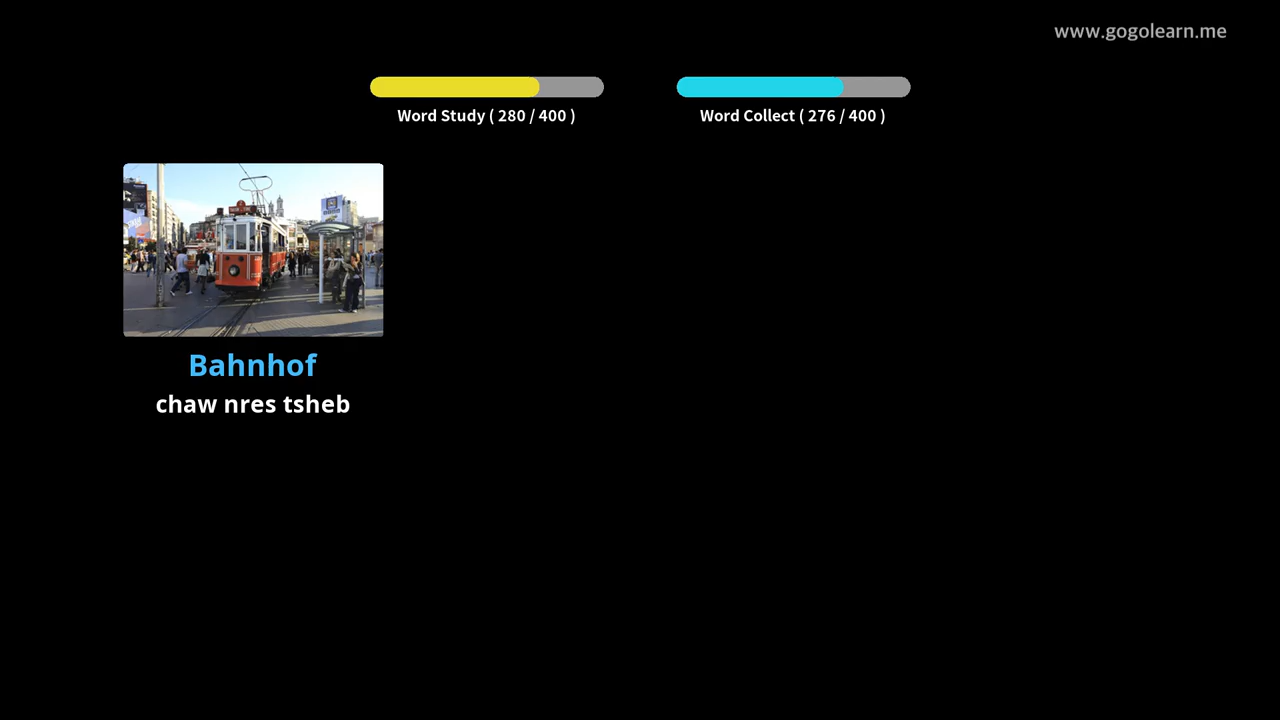 www.gogolearn.me
Word Study ( 280 / 400 )
Word Collect ( 276 / 400 )
Bahnhof
chaw nres tsheb